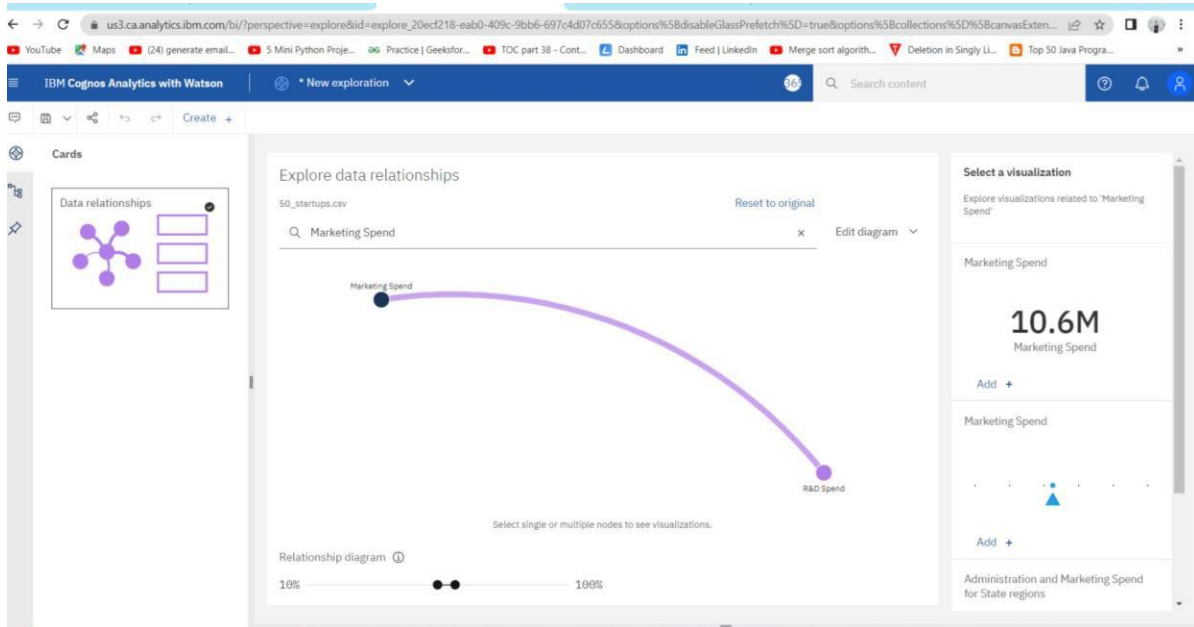 us3.ca.analytics.ibm.com/bi/?perspective=explore&id=explore_20ecf218-eab0-409c-9bb6-697c4d07c655&options%5BdisableGlassPrefetch%5D=true&options%5Bcollections%5D%5BcanvasExten...
YouTube Maps (24) generate email... 5 Mini Python Proje... GG Practice | Geeksfor... TOC part 38 - Cont... Dashboard in Feed | LinkedIn Merge sort algorith... Deletion in Singly Li... Top 50 Java Progra... »
IBM Cognos Analytics with Watson * New exploration 36 Search content
Create +
Cards
Data relationships
Explore data relationships
50_startups.csv Reset to original
Marketing Spend × Edit diagram
Marketing Spend
R&D Spend
Select single or multiple nodes to see visualizations.
Relationship diagram
10% 100%
Select a visualization
Explore visualizations related to 'Marketing
Spend'
Marketing Spend
10.6M
Marketing Spend
Add +
Marketing Spend
Add +
Administration and Marketing Spend
for State regions